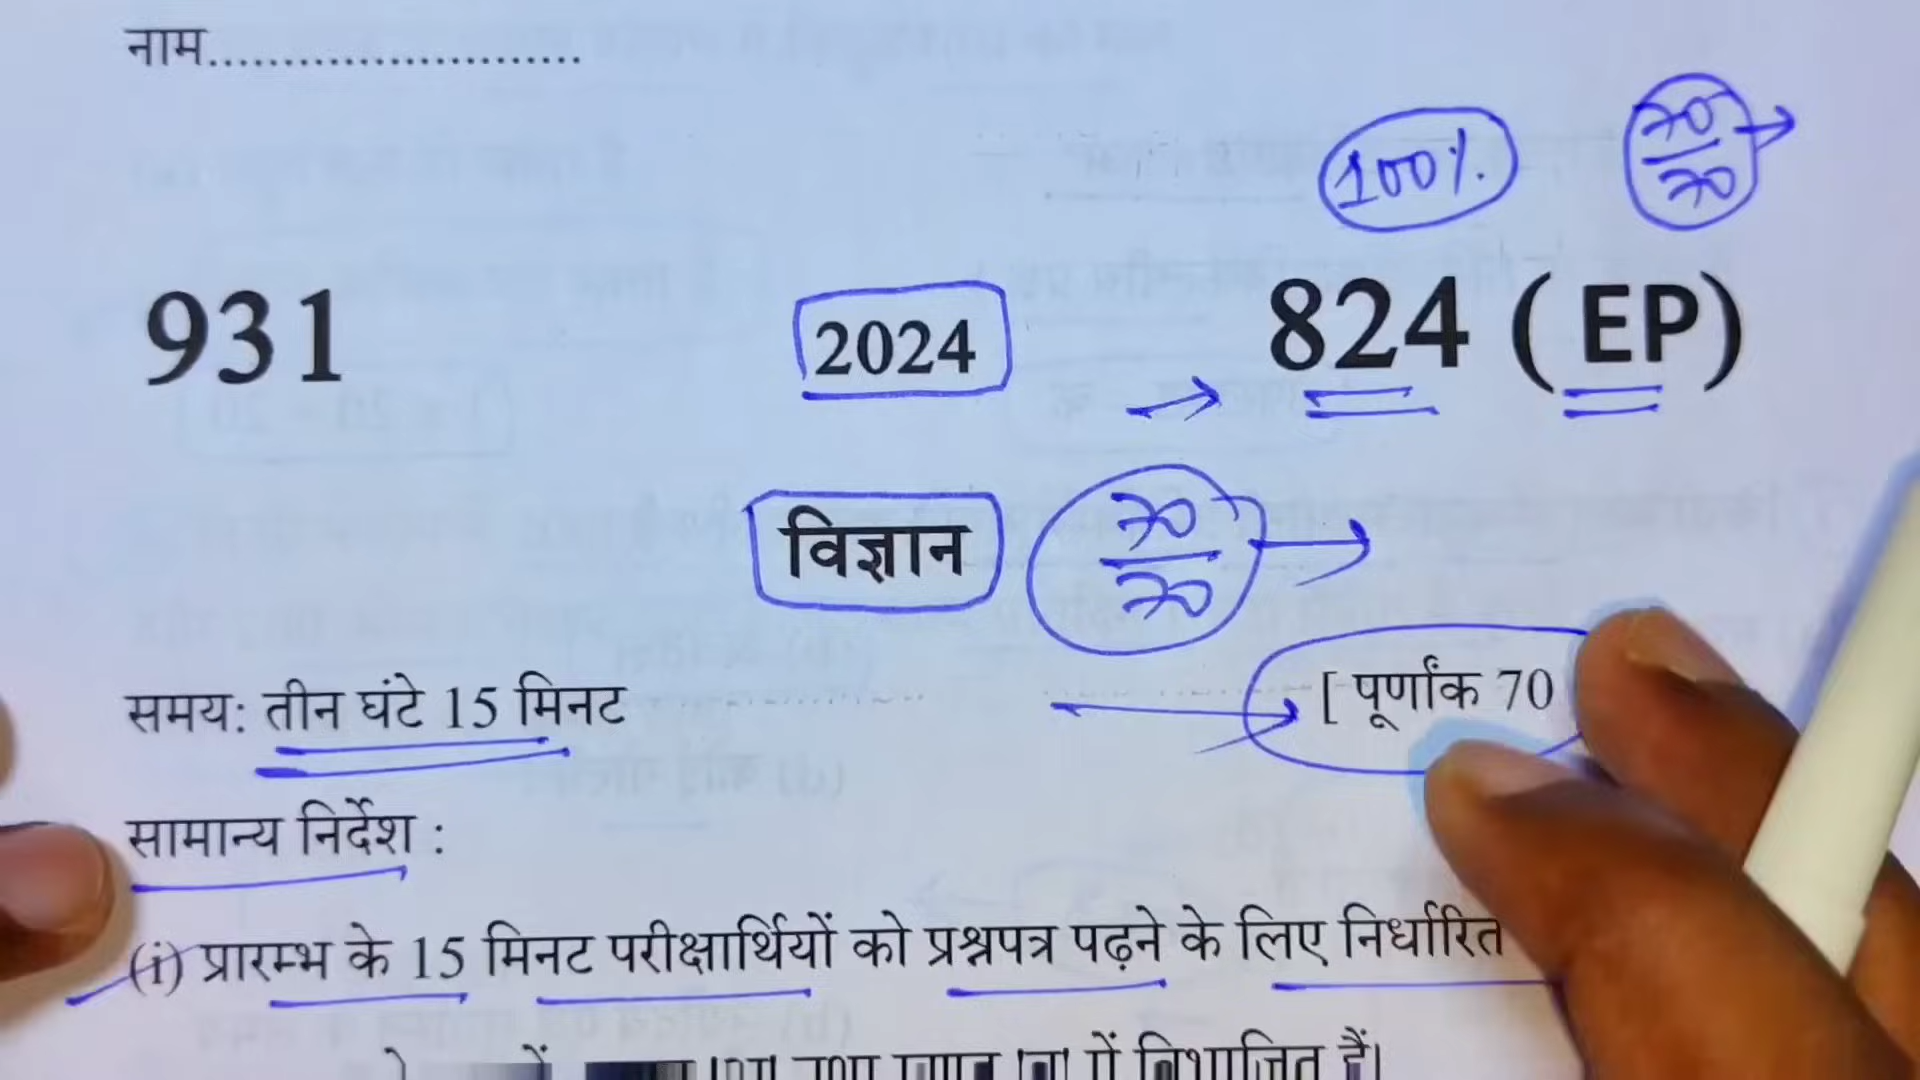 नाम........................
100% 70/70
931 2024 824 ( EP)
विज्ञान 70/70
समय: तीन घंटे 15 मिनट [ पूर्णांक 70
सामान्य निर्देश :
(i) प्रारम्भ के 15 मिनट परीक्षार्थियों को प्रश्नपत्र पढ़ने के लिए निर्धारित
में विभाजित हैं।